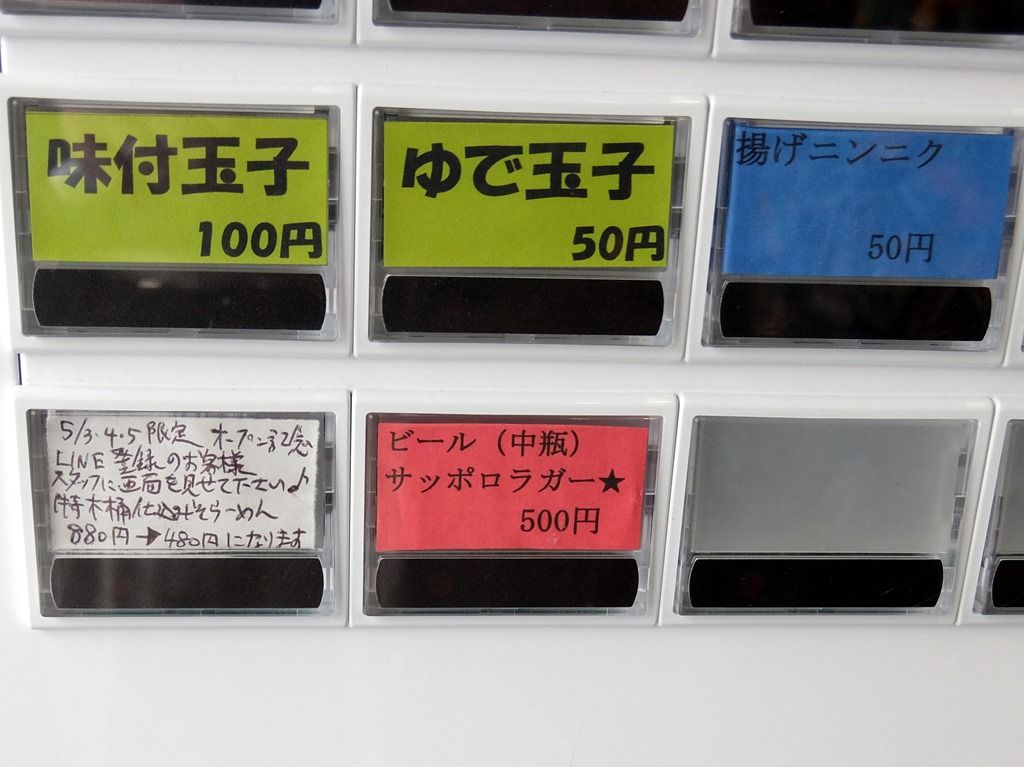 味付玉子
100円
ゆで玉子
50円
揚げニンニク
50円
5/3・4・5 限定 オープン記念
LINE登録のお客様
スタッフに画面を見せて下さい♪
特木桶仕込みそらーめん
880円→480円になります
ビール（中瓶）
サッポロラガー★
500円